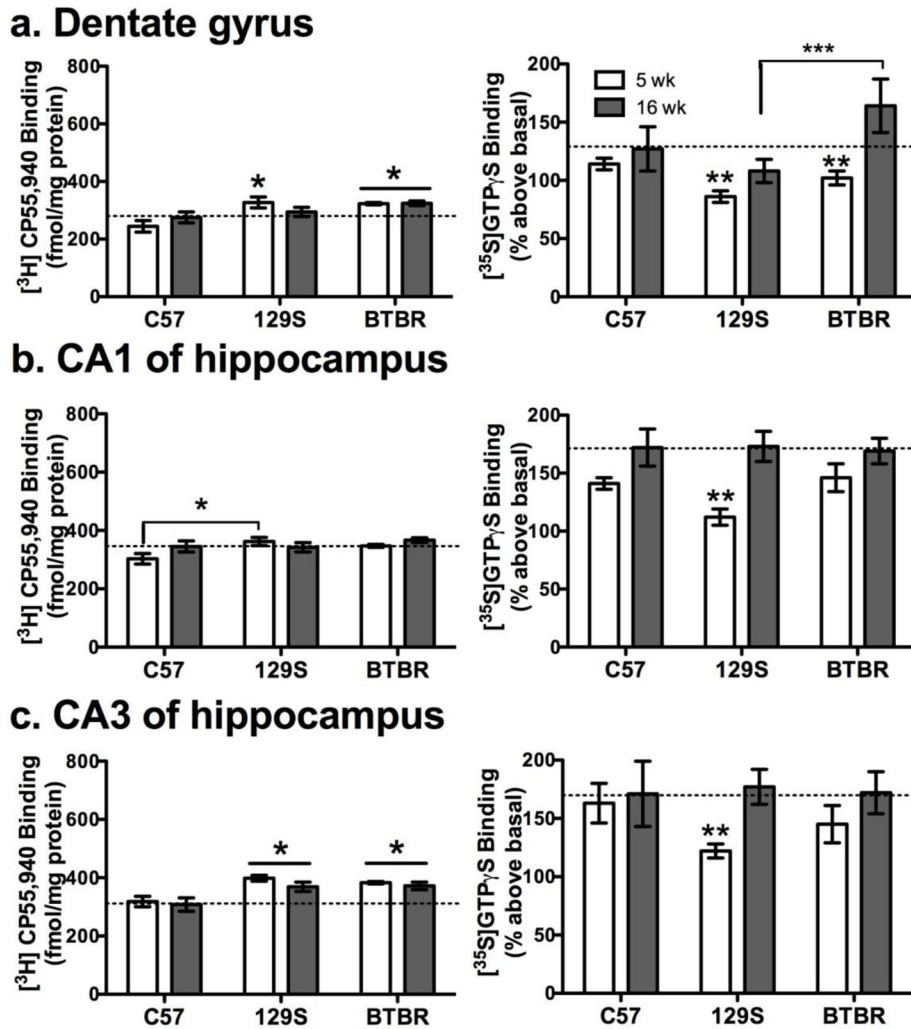 a. Dentate gyrus
[³H] CP55,940 Binding
(fmol/mg protein)
800
600
400
200
0
*
*
C57
129S
BTBR
[³⁵S]GTPγS Binding
(% above basal)
200
150
100
50
0
5 wk
16 wk
***
**
**
C57
129S
BTBR
b. CA1 of hippocampus
[³H] CP55,940 Binding
(fmol/mg protein)
800
600
400
200
0
*
C57
129S
BTBR
[³⁵S]GTPγS Binding
(% above basal)
200
150
100
50
0
**
C57
129S
BTBR
c. CA3 of hippocampus
[³H] CP55,940 Binding
(fmol/mg protein)
800
600
400
200
0
*
*
C57
129S
BTBR
[³⁵S]GTPγS Binding
(% above basal)
200
150
100
50
0
**
C57
129S
BTBR